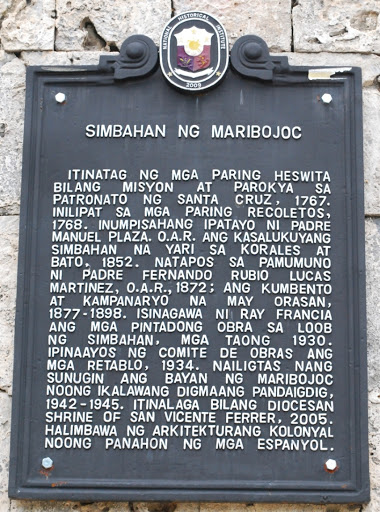 NATIONAL HISTORICAL INSTITUTE
2009
SIMBAHAN NG MARIBOJOC
ITINATAG NG MGA PARING HESWITA
BILANG MISYON AT PAROKYA SA
PATRONATO NG SANTA CRUZ, 1767.
INILIPAT SA MGA PARING RECOLETOS,
1768. INUMPISAHANG IPATAYO NI PADRE
MANUEL PLAZA. O.A.R. ANG KASALUKUYANG
SIMBAHAN NA YARI SA KORALES AT
BATO, 1852. NATAPOS SA PAMUMUNO
NI PADRE FERNANDO RUBIO LUCAS
MARTINEZ, O.A.R., 1872; ANG KUMBENTO
AT KAMPANARYO NA MAY ORASAN,
1877-1898. ISINAGAWA NI RAY FRANCIA
ANG MGA PINTADONG OBRA SA LOOB
NG SIMBAHAN, MGA TAONG 1930.
IPINAAYOS NG COMITE DE OBRAS ANG
MGA RETABLO, 1934. NAILIGTAS NANG
SUNUGIN ANG BAYAN NG MARIBOJOC
NOONG IKALAWANG DIGMAANG PANDAIGDIG,
1942-1945. ITINALAGA BILANG DIOCESAN
SHRINE OF SAN VICENTE FERRER, 2005.
HALIMBAWA NG ARKITEKTURANG KOLONYAL
NOONG PANAHON NG MGA ESPANYOL.